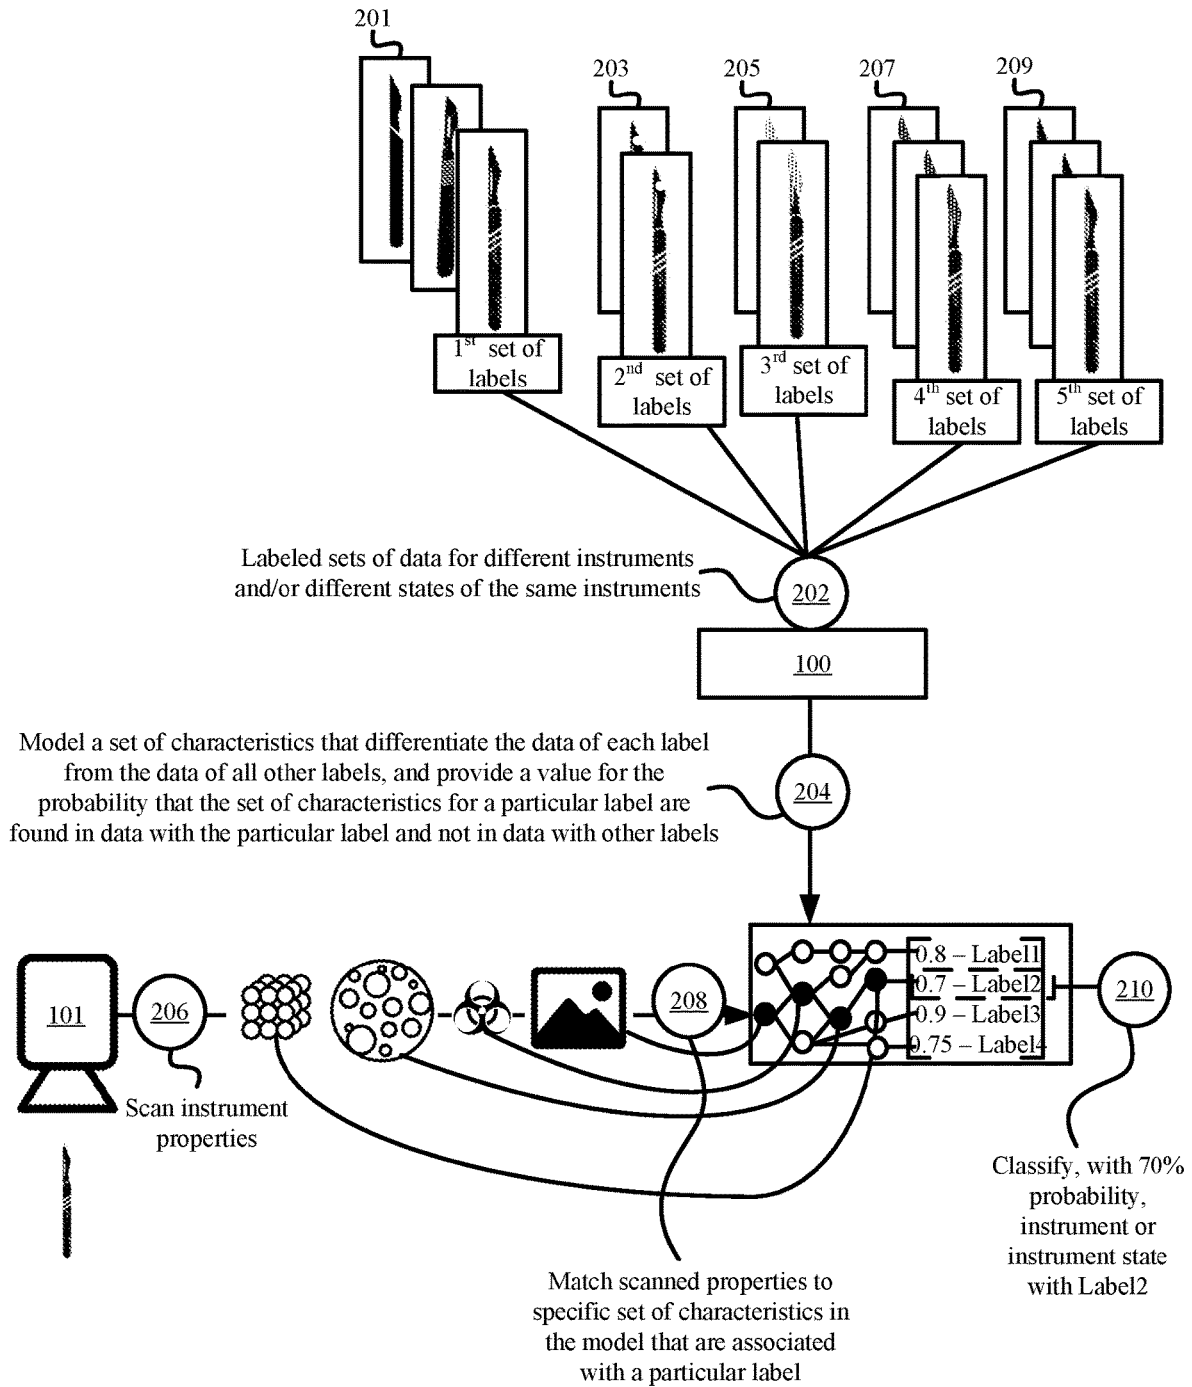 201
203
205
207
209
1st set of
labels
2nd set of
labels
3rd set of
labels
4th set of
labels
5th set of
labels
Labeled sets of data for different instruments
and/or different states of the same instruments
202
100
Model a set of characteristics that differentiate the data of each label
from the data of all other labels, and provide a value for the
probability that the set of characteristics for a particular label are
found in data with the particular label and not in data with other labels
204
101
206
208
0.8 – Label1
0.7 – Label2
0.9 – Label3
0.75 – Label4
210
Scan instrument
properties
Match scanned properties to
specific set of characteristics in
the model that are associated
with a particular label
Classify, with 70%
probability,
instrument or
instrument state
with Label2